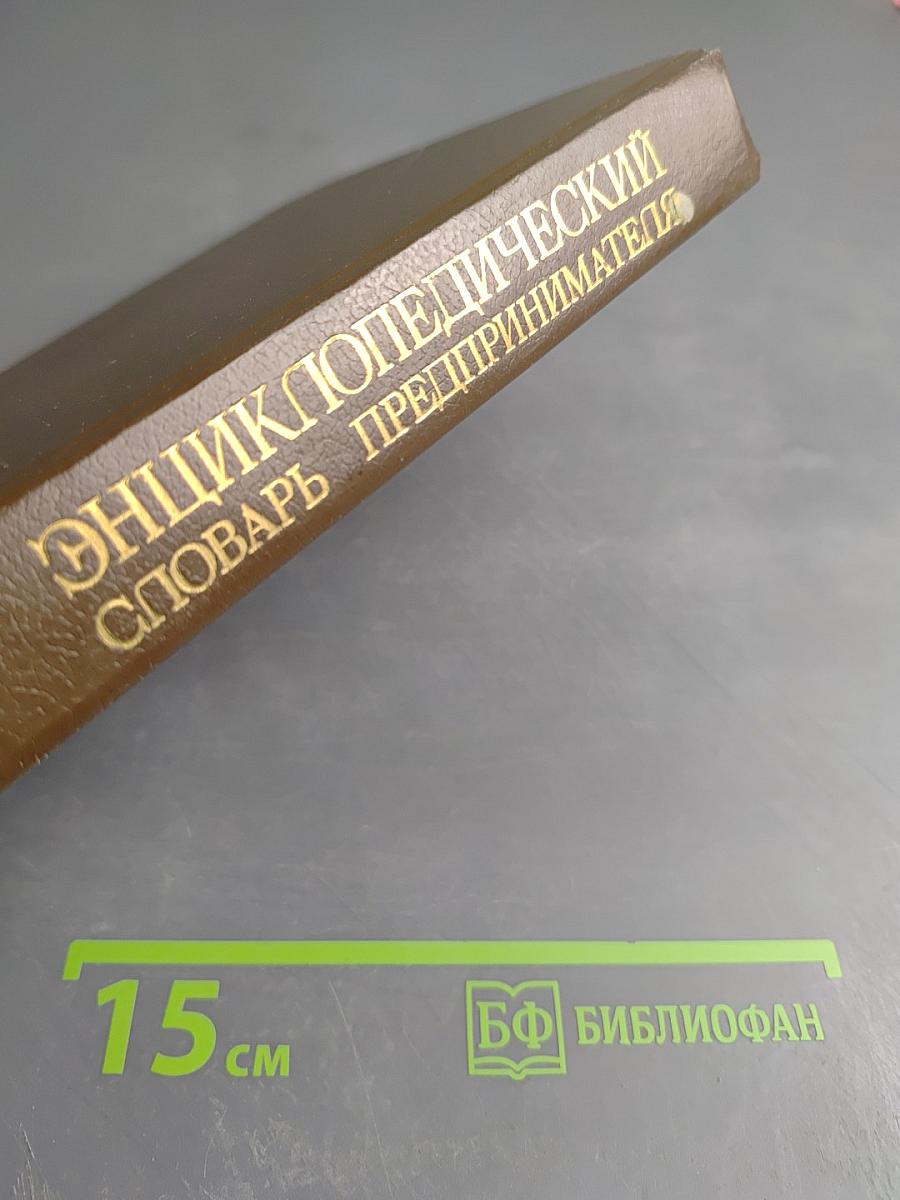 ЭНЦИКЛОПЕДИЧЕСКИЙ
СЛОВАРЬ ПРЕДПРИНИМАТЕЛЯ
15 см
БФ БИБЛИОФАН